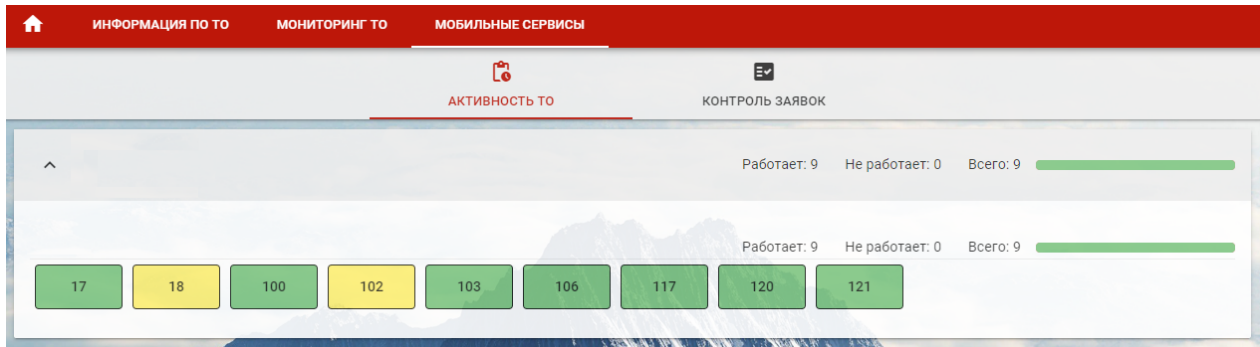 ИНФОРМАЦИЯ ПО ТО МОНИТОРИНГ ТО МОБИЛЬНЫЕ СЕРВИСЫ
АКТИВНОСТЬ ТО КОНТРОЛЬ ЗАЯВОК
Работает: 9 Не работает: 0 Всего: 9
Работает: 9 Не работает: 0 Всего: 9
17 18 100 102 103 106 117 120 121